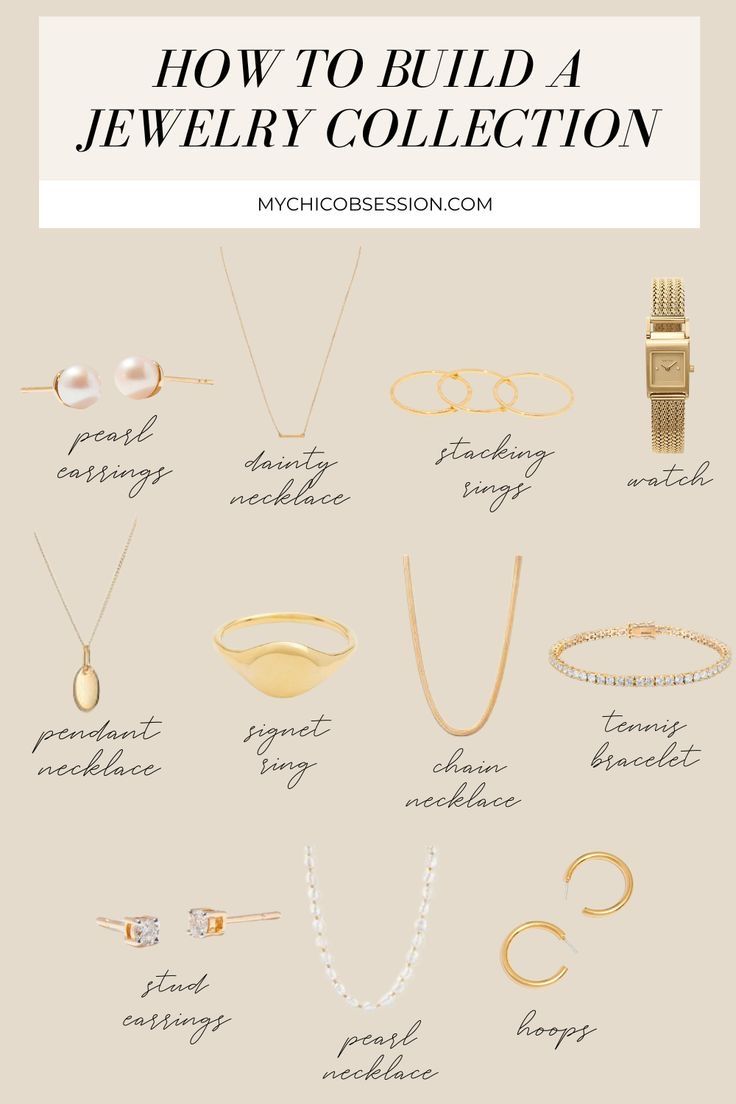 HOW TO BUILD A
JEWELRY COLLECTION
MYCHICOBSESSION.COM
pearl
earrings
dainty
necklace
stacking
rings
watch
pendant
necklace
signet
ring
chain
necklace
tennis
bracelet
stud
earrings
pearl
necklace
hoops